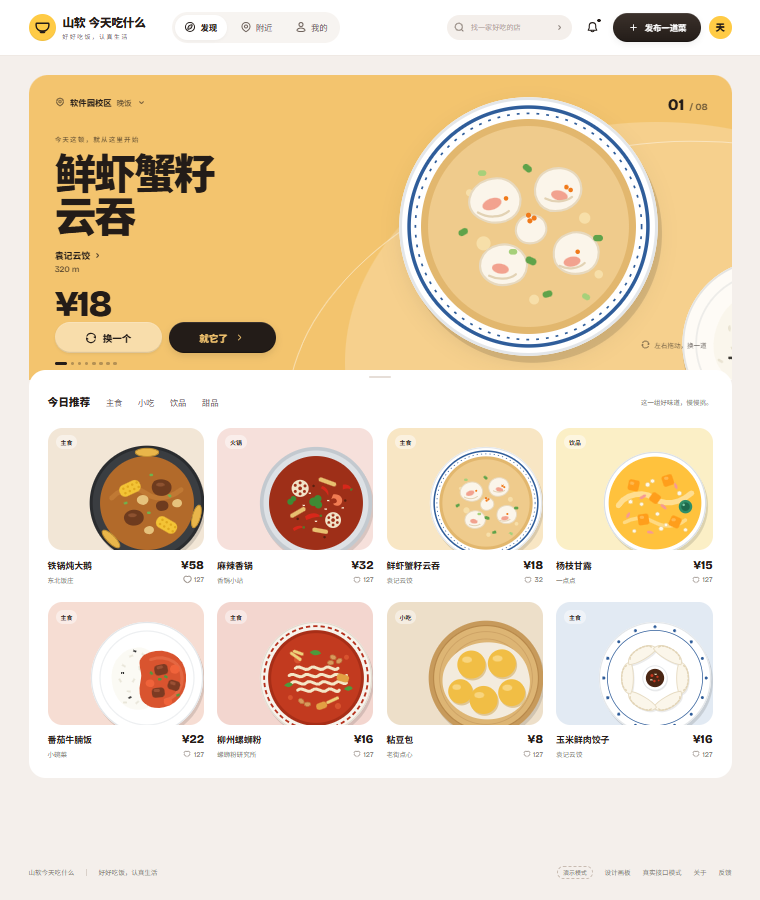 山软 今天吃什么
好好吃饭，认真生活
发现
附近
我的
找一家好吃的店
发布一道菜
天
软件园校区 晚饭
01 / 08
今天这顿，就从这里开始
鲜虾蟹籽
云吞
袁记云饺
320 m
¥18
换一个
就它了
左右拖动，换一道
今日推荐 主食 小吃 饮品 甜品
这一组好味道，慢慢挑。
主食
火锅
主食
饮品
铁锅炖大鹅 ¥58
东北饭庄 127
麻辣香锅 ¥32
香锅小站 127
鲜虾蟹籽云吞 ¥18
袁记云饺 32
杨枝甘露 ¥15
一点点 127
主食
主食
小吃
主食
番茄牛腩饭 ¥22
小碗菜 127
柳州螺蛳粉 ¥16
螺蛳粉研究所 127
粘豆包 ¥8
老街点心 127
玉米鲜肉饺子 ¥16
袁记云饺 127
山软今天吃什么 | 好好吃饭，认真生活
演示模式 设计画板 真实接口模式 关于 反馈